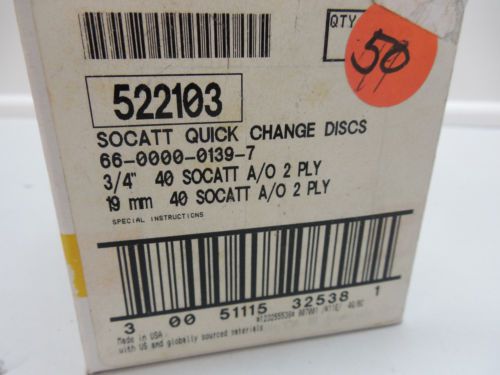 QTY
50
522103
SOCATT QUICK CHANGE DISCS
66-0000-0139-7
3/4" 40 SOCATT A/O 2 PLY
19 mm 40 SOCATT A/O 2 PLY
SPECIAL INSTRUCTIONS
3 00 51115 32538 1
Made in USA
with US and globally sourced materials